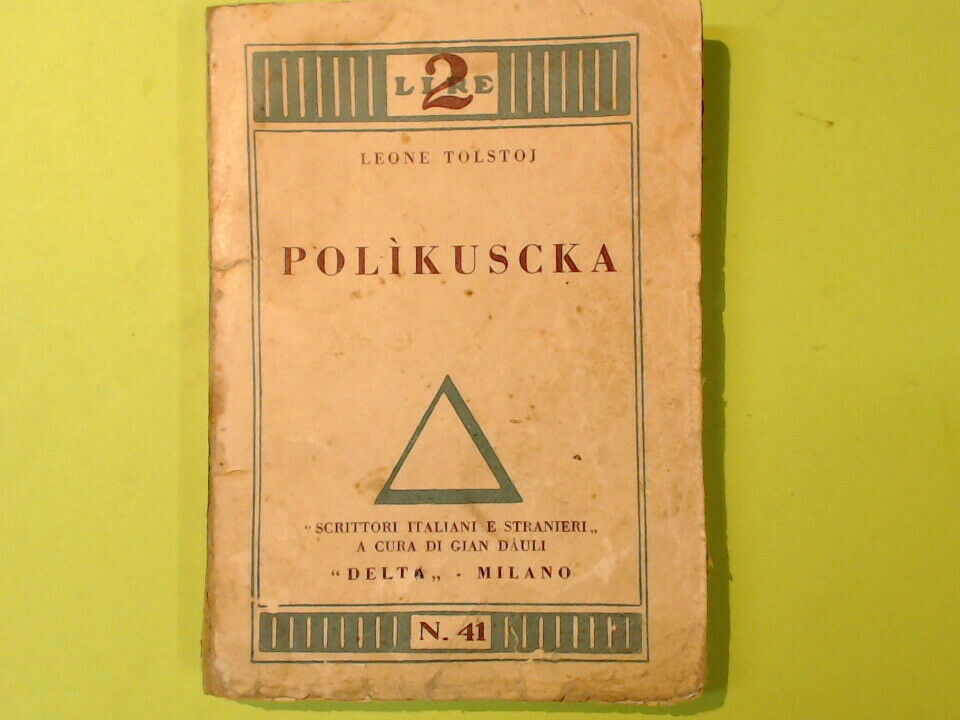 2
LIRE
LEONE TOLSTOJ
POLÌKUSCKA
“SCRITTORI ITALIANI E STRANIERI„
A CURA DI GIAN DÀULI
“DELTA„ - MILANO
N. 41